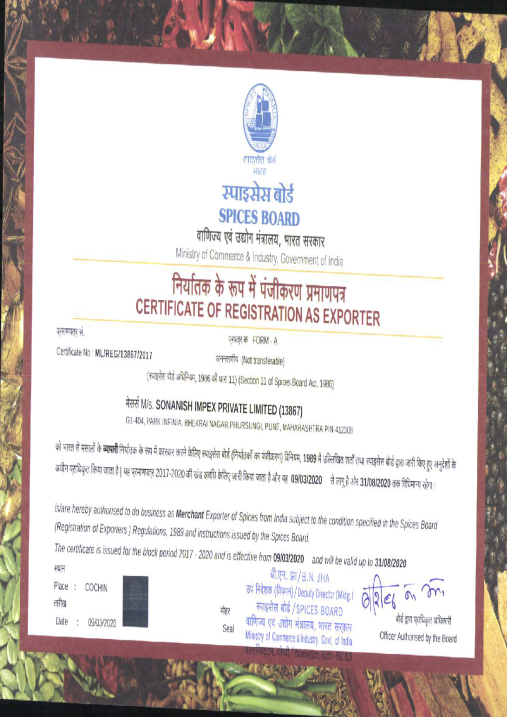 SPICES BOARD
INDIA
स्पाइसेस बोर्ड
भारत
स्पाइसेस बोर्ड
SPICES BOARD
वाणिज्य एवं उद्योग मंत्रालय, भारत सरकार
Ministry of Commerce & Industry, Government of India
निर्यातक के रूप में पंजीकरण प्रमाणपत्र
CERTIFICATE OF REGISTRATION AS EXPORTER
प्रमाणपत्र सं.
प्रपत्र क FORM - A
Certificate No : ML/REG/13867/2017
अनन्तरणीय (Not transferable)
(स्पाइसेस बोर्ड अधिनियम, 1986 की धारा 11) (Section 11 of Spices Board Act, 1986)
मेसर्स M/s. SONANISH IMPEX PRIVATE LIMITED (13867)
G1-404, PARK INFINIA, BHEKRAI NAGAR,PHURSUNGI, PUNE, MAHARASHTRA PIN-412308
को भारत से मसालों के व्यापारी निर्यातक के रूप में कारबार करने केलिए स्पाइसेस बोर्ड (निर्यातकों का पंजीकरण) विनियम, 1989 में उल्लिखित शर्तों तथा स्पाइसेस बोर्ड द्वारा जारी किए हुए अनुदेशों के
अधीन प्राधिकृत किया जाता है | यह प्रमाणपत्र 2017-2020 की खंड अवधि केलिए जारी किया जाता है और यह 09/03/2020 से लागू है और 31/08/2020 तक विधिमान्य रहेगा।
is/are hereby authorised to do business as Merchant Exporter of Spices from India subject to the condition specified in the Spices Board
(Registration of Exporters ) Regulations, 1989 and instructions issued by the Spices Board.
The certificate is issued for the block period 2017 - 2020 and is effective from 09/03/2020 and will be valid up to 31/08/2020
स्थान
Place : COCHIN
तारीख
Date : 09/03/2020
मोहर
Seal
बी.एन. झा/B.N. JHA
उप निदेशक (विपणन)/Deputy Director (Mktg.)
स्पाइसेस बोर्ड /SPICES BOARD
वाणिज्य एवं उद्योग मंत्रालय, भारत सरकार
Ministry of Commerce & Industry, Govt. of India
बोर्ड द्वारा प्राधिकृत अधिकारी
Officer Authorised by the Board